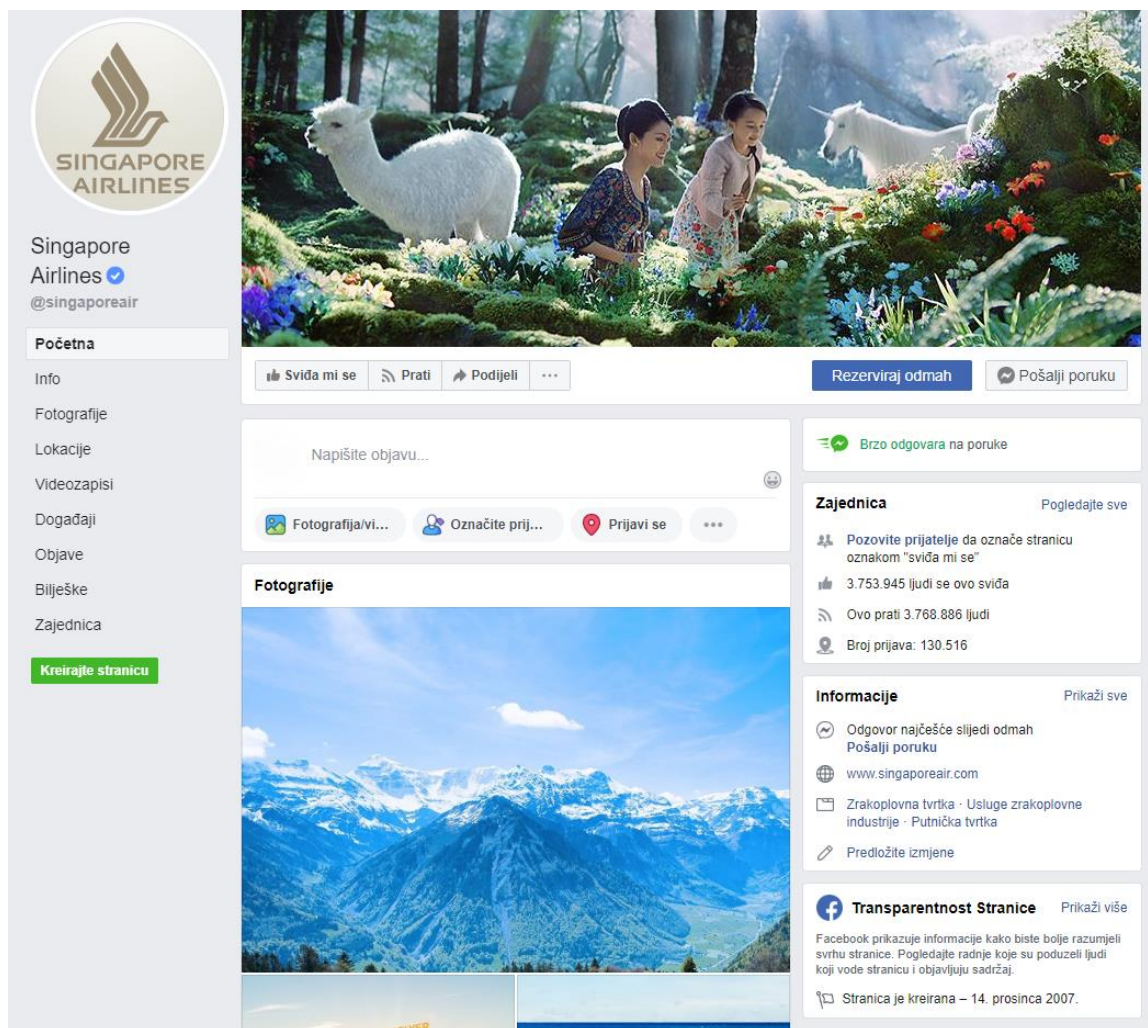 SINGAPORE
AIRLINES
Singapore
Airlines
@singaporeair
Početna
Info
Fotografije
Lokacije
Videozapisi
Događaji
Objave
Bilješke
Zajednica
Kreirajte stranicu
Sviđa mi se
Prati
Podijeli
Rezerviraj odmah
Pošalji poruku
Napišite objavu...
Fotografija/vi...
Označite prij...
Prijavi se
Fotografije
Brzo odgovara na poruke
Zajednica
Pogledajte sve
Pozovite prijatelje da označe stranicu
oznakom "sviđa mi se"
3.753.945 ljudi se ovo sviđa
Ovo prati 3.768.886 ljudi
Broj prijava: 130.516
Informacije
Prikaži sve
Odgovor najčešće slijedi odmah
Pošalji poruku
www.singaporeair.com
Zrakoplovna tvrtka · Usluge zrakoplovne
industrije · Putnička tvrtka
Predložite izmjene
Transparentnost Stranice
Prikaži više
Facebook prikazuje informacije kako biste bolje razumjeli
svrhu stranice. Pogledajte radnje koje su poduzeli ljudi
koji vode stranicu i objavljuju sadržaj.
Stranica je kreirana – 14. prosinca 2007.